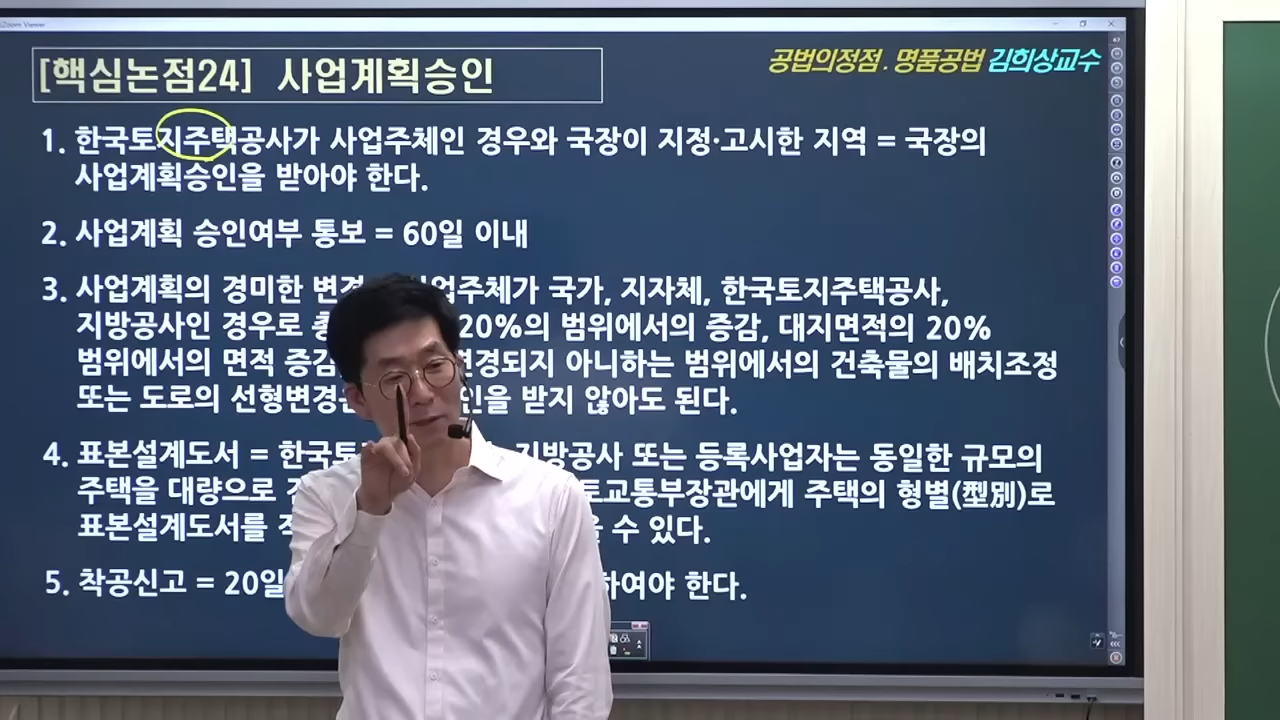 Zoom Viewer
[핵심논점24] 사업계획승인
공법의정점 . 명품공법 김희상교수
1. 한국토지주택공사가 사업주체인 경우와 국장이 지정·고시한 지역 = 국장의
사업계획승인을 받아야 한다.
2. 사업계획 승인여부 통보 = 60일 이내
3. 사업계획의 경미한 변경 업주체가 국가, 지자체, 한국토지주택공사,
지방공사인 경우로 총 20%의 범위에서의 증감, 대지면적의 20%
범위에서의 면적 증감 변경되지 아니하는 범위에서의 건축물의 배치조정
또는 도로의 선형변경은 인을 받지 않아도 된다.
4. 표본설계도서 = 한국토 지방공사 또는 등록사업자는 동일한 규모의
주택을 대량으로 토교통부장관에게 주택의 형별(型別)로
표본설계도서를 수 있다.
5. 착공신고 = 20일 하여야 한다.